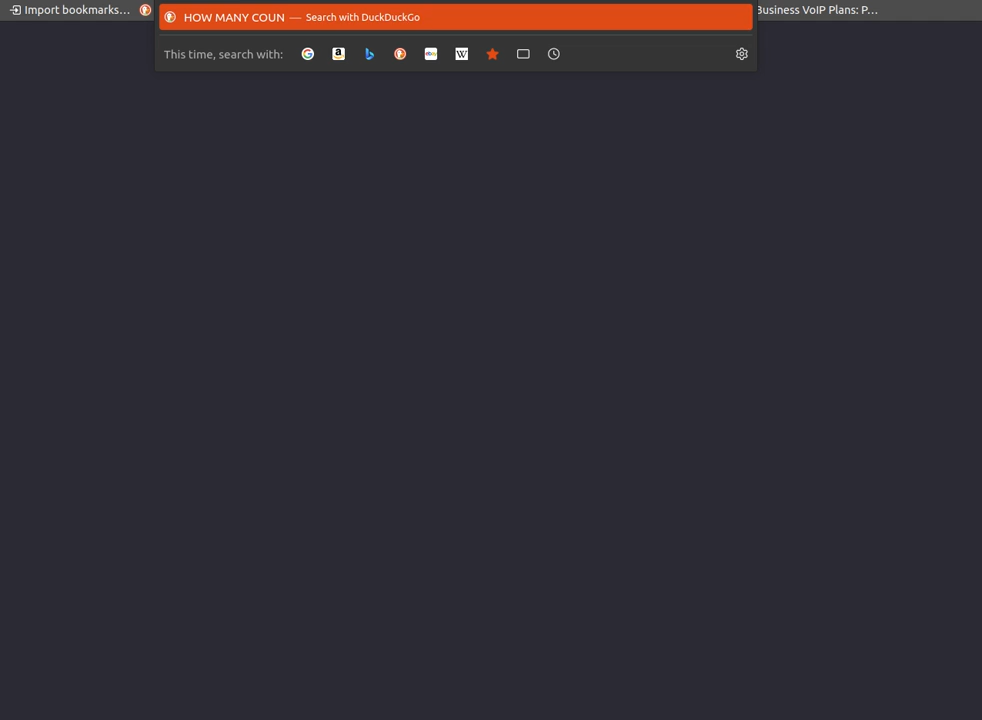 Import bookmarks...
HOW MANY COUN — Search with DuckDuckGo
Business VoIP Plans: P...
This time, search with: